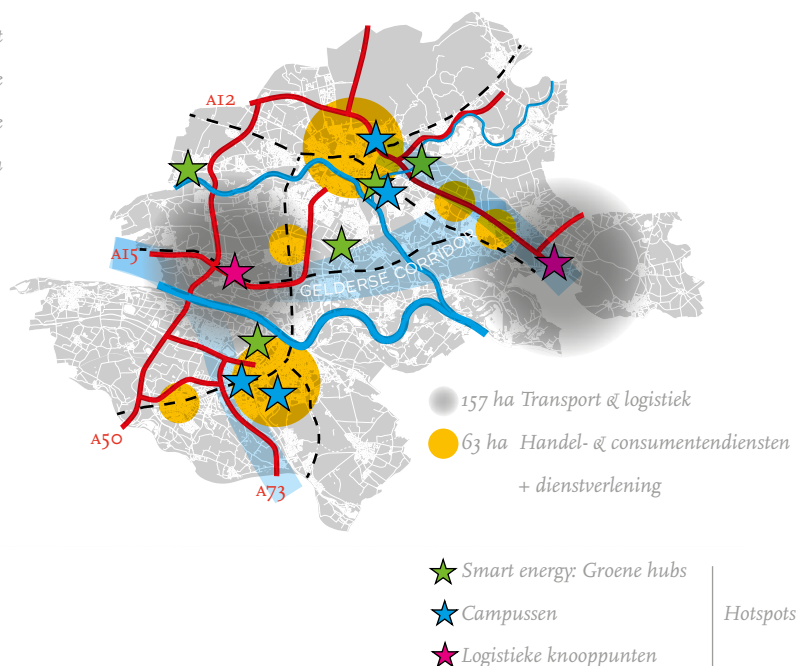 t
e
e
n
A12
A15
GELDERSE CORRIDOR
A50
A73
157 ha Transport & logistiek
63 ha Handel- & consumentendiensten
+ dienstverlening
Smart energy: Groene hubs
Campussen
Hotspots
Logistieke knooppunten